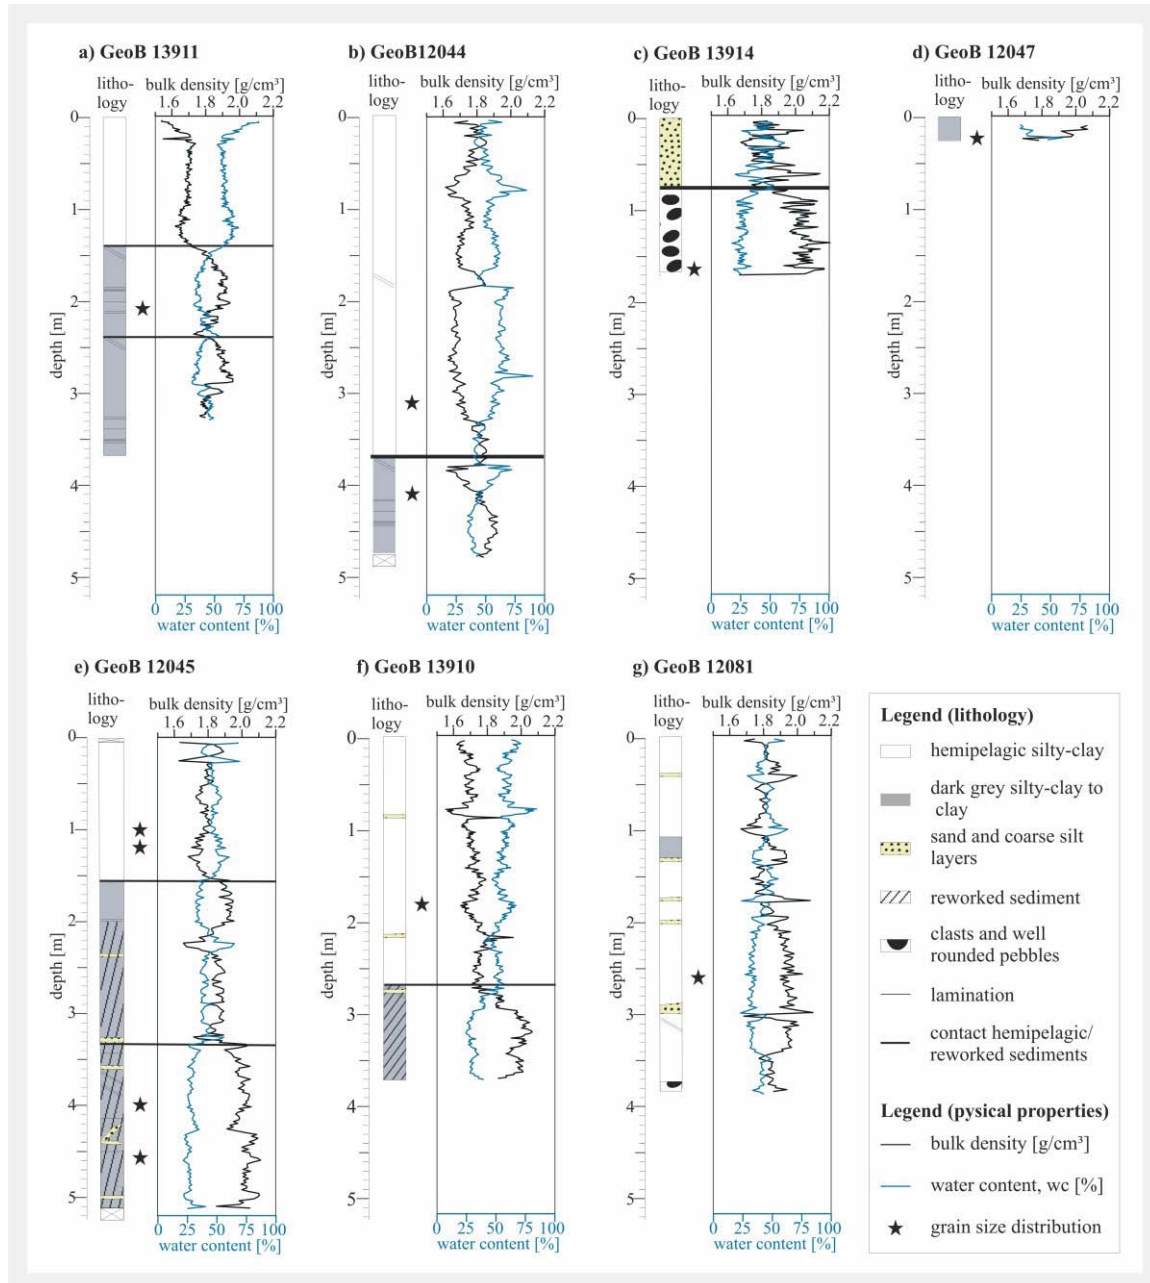 a) GeoB 13911
litho-
logy
bulk density [g/cm³]
1.6 1.8 2.0 2.2
0
1
2
3
4
5
depth [m]
0 25 50 75 100
water content [%]
b) GeoB12044
litho-
logy
bulk density [g/cm³]
1.6 1.8 2.0 2.2
0
1
2
3
4
5
depth [m]
0 25 50 75 100
water content [%]
c) GeoB 13914
litho-
logy
bulk density [g/cm³]
1.6 1.8 2.0 2.2
0
1
2
3
4
5
depth [m]
0 25 50 75 100
water content [%]
d) GeoB 12047
litho-
logy
bulk density [g/cm³]
1.6 1.8 2.0 2.2
0
1
2
3
4
5
depth [m]
0 25 50 75 100
water content [%]
e) GeoB 12045
litho-
logy
bulk density [g/cm³]
1.6 1.8 2.0 2.2
0
1
2
3
4
5
depth [m]
0 25 50 75 100
water content [%]
f) GeoB 13910
litho-
logy
bulk density [g/cm³]
1.6 1.8 2.0 2.2
0
1
2
3
4
5
depth [m]
0 25 50 75 100
water content [%]
g) GeoB 12081
litho-
logy
bulk density [g/cm³]
1.6 1.8 2.0 2.2
0
1
2
3
4
5
depth [m]
0 25 50 75 100
water content [%]
Legend (lithology)
hemipelagic silty-clay
dark grey silty-clay to
clay
sand and coarse silt
layers
reworked sediment
clasts and well
rounded pebbles
lamination
contact hemipelagic/
reworked sediments
Legend (pysical properties)
bulk density [g/cm³]
water content, wc [%]
grain size distribution